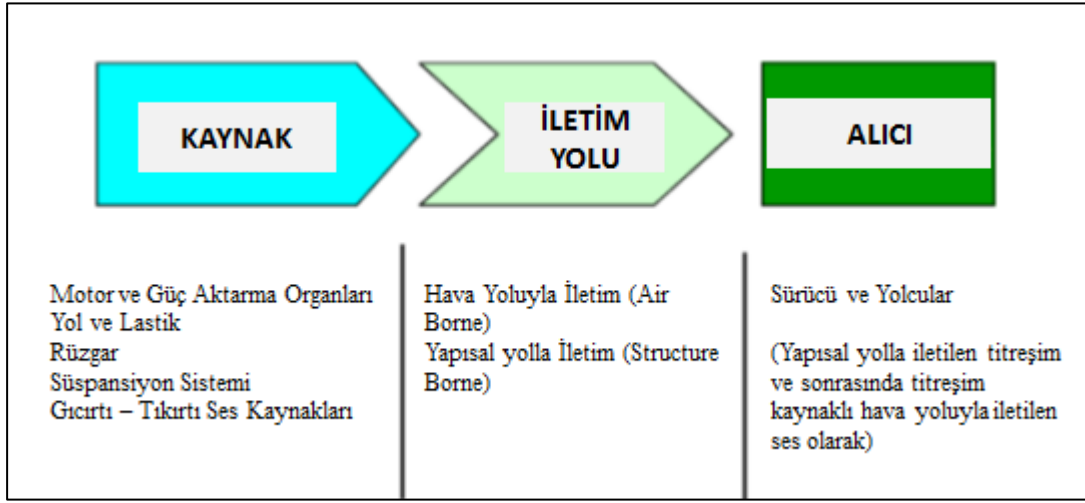 KAYNAK
İLETİM
YOLU
ALICI
Motor ve Güç Aktarma Organları
Yol ve Lastik
Rüzgar
Süspansiyon Sistemi
Gıcırtı – Tıkırtı Ses Kaynakları
Hava Yoluyla İletim (Air
Borne)
Yapısal yolla İletim (Structure
Borne)
Sürücü ve Yolcular
(Yapısal yolla iletilen titreşim
ve sonrasında titreşim
kaynaklı hava yoluyla iletilen
ses olarak)